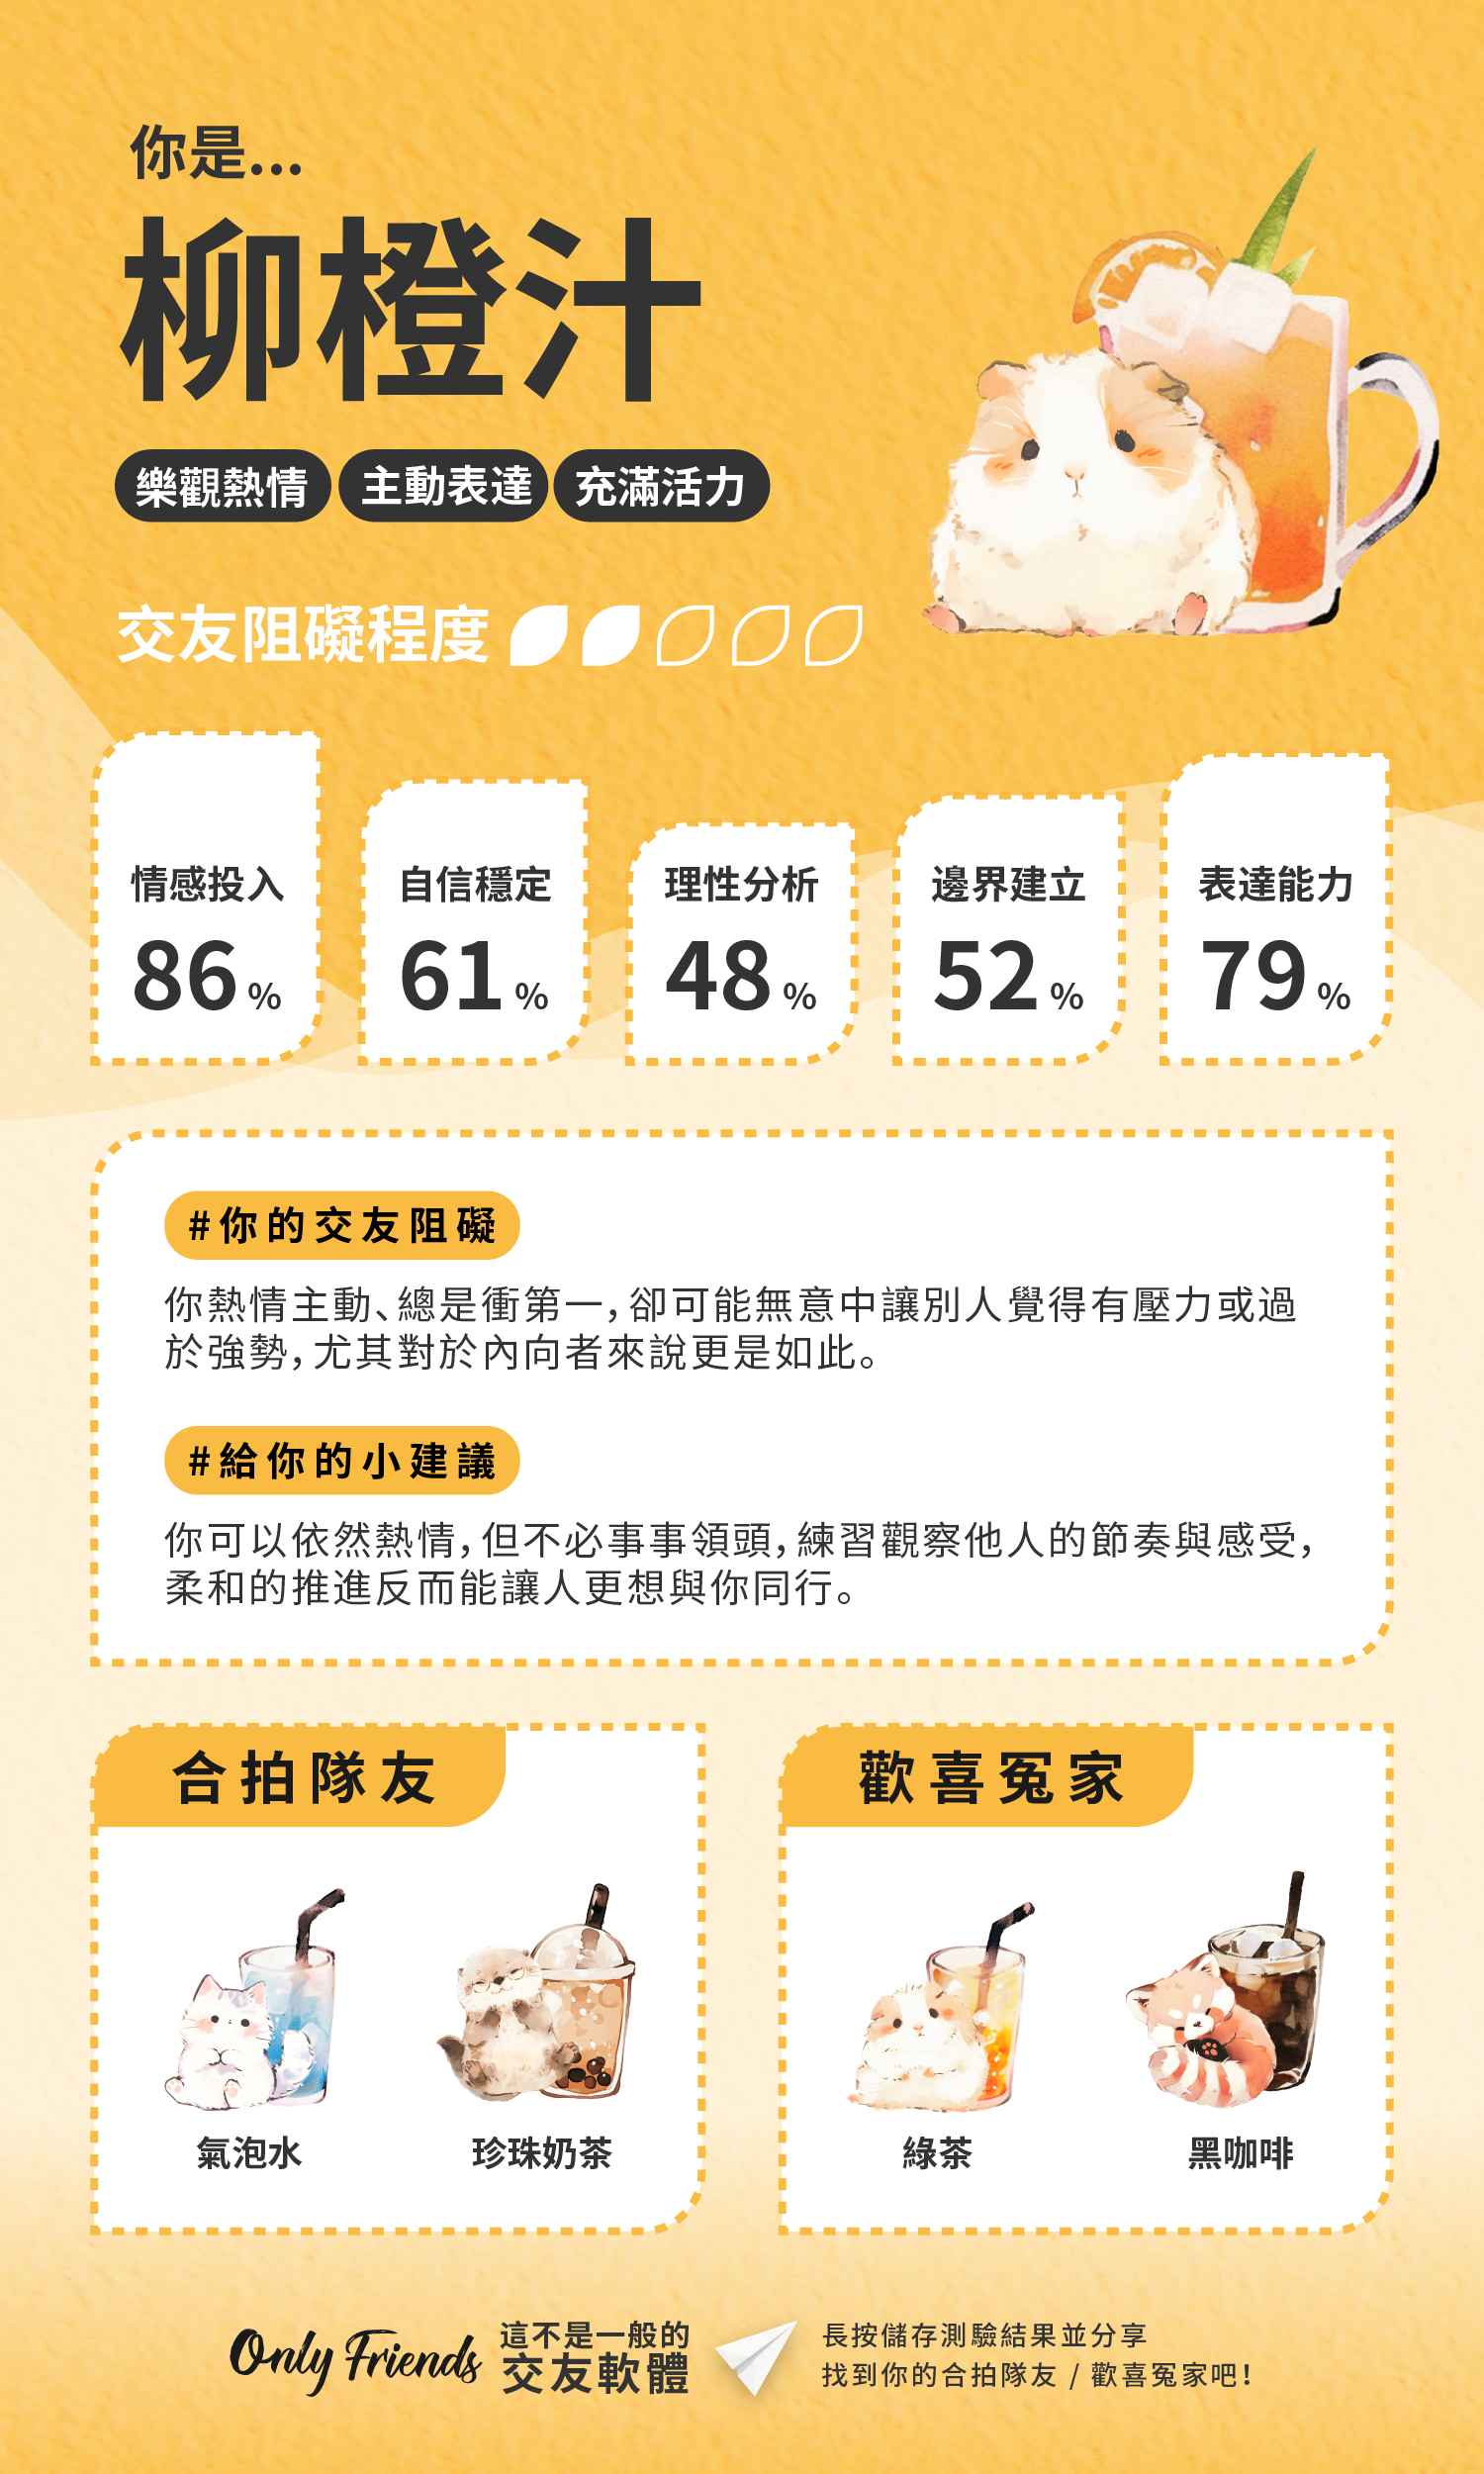 你是...
柳橙汁
樂觀熱情 主動表達 充滿活力
交友阻礙程度
情感投入 自信穩定 理性分析 邊界建立 表達能力
86% 61% 48% 52% 79%
#你的交友阻礙
你熱情主動、總是衝第一，卻可能無意中讓別人覺得有壓力或過
於強勢，尤其對於內向者來說更是如此。
#給你的小建議
你可以依然熱情，但不必事事領頭，練習觀察他人的節奏與感受，
柔和的推進反而能讓人更想與你同行。
合拍隊友
氣泡水 珍珠奶茶
歡喜冤家
綠茶 黑咖啡
Only Friends
這不是一般的
交友軟體
長按儲存測驗結果並分享
找到你的合拍隊友 / 歡喜冤家吧！